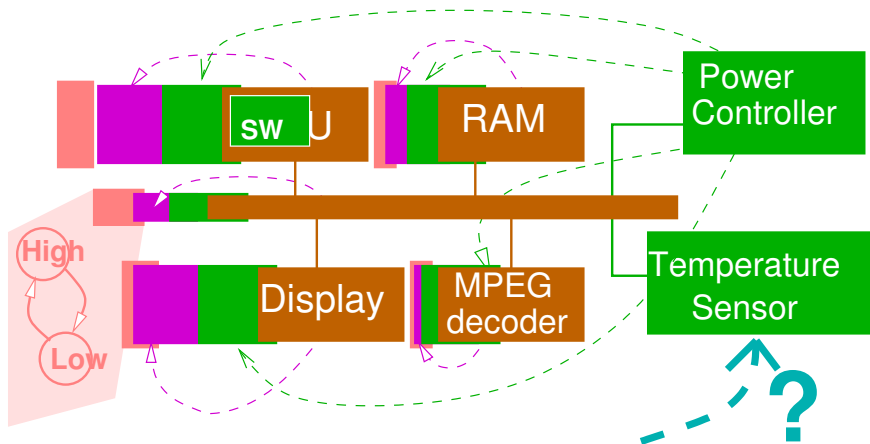 sw
U
RAM
Power
Controller
High
Low
Display
MPEG
decoder
Temperature
Sensor
?